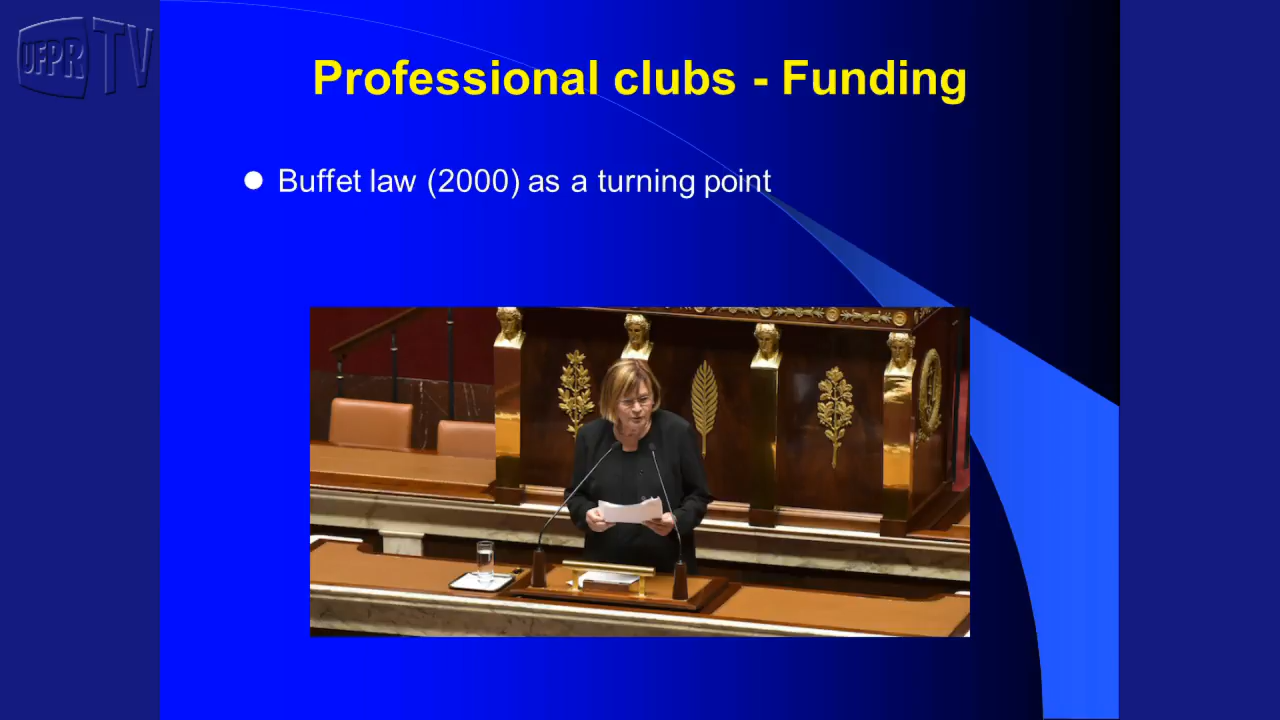 UFPR TV
Professional clubs - Funding
Buffet law (2000) as a turning point